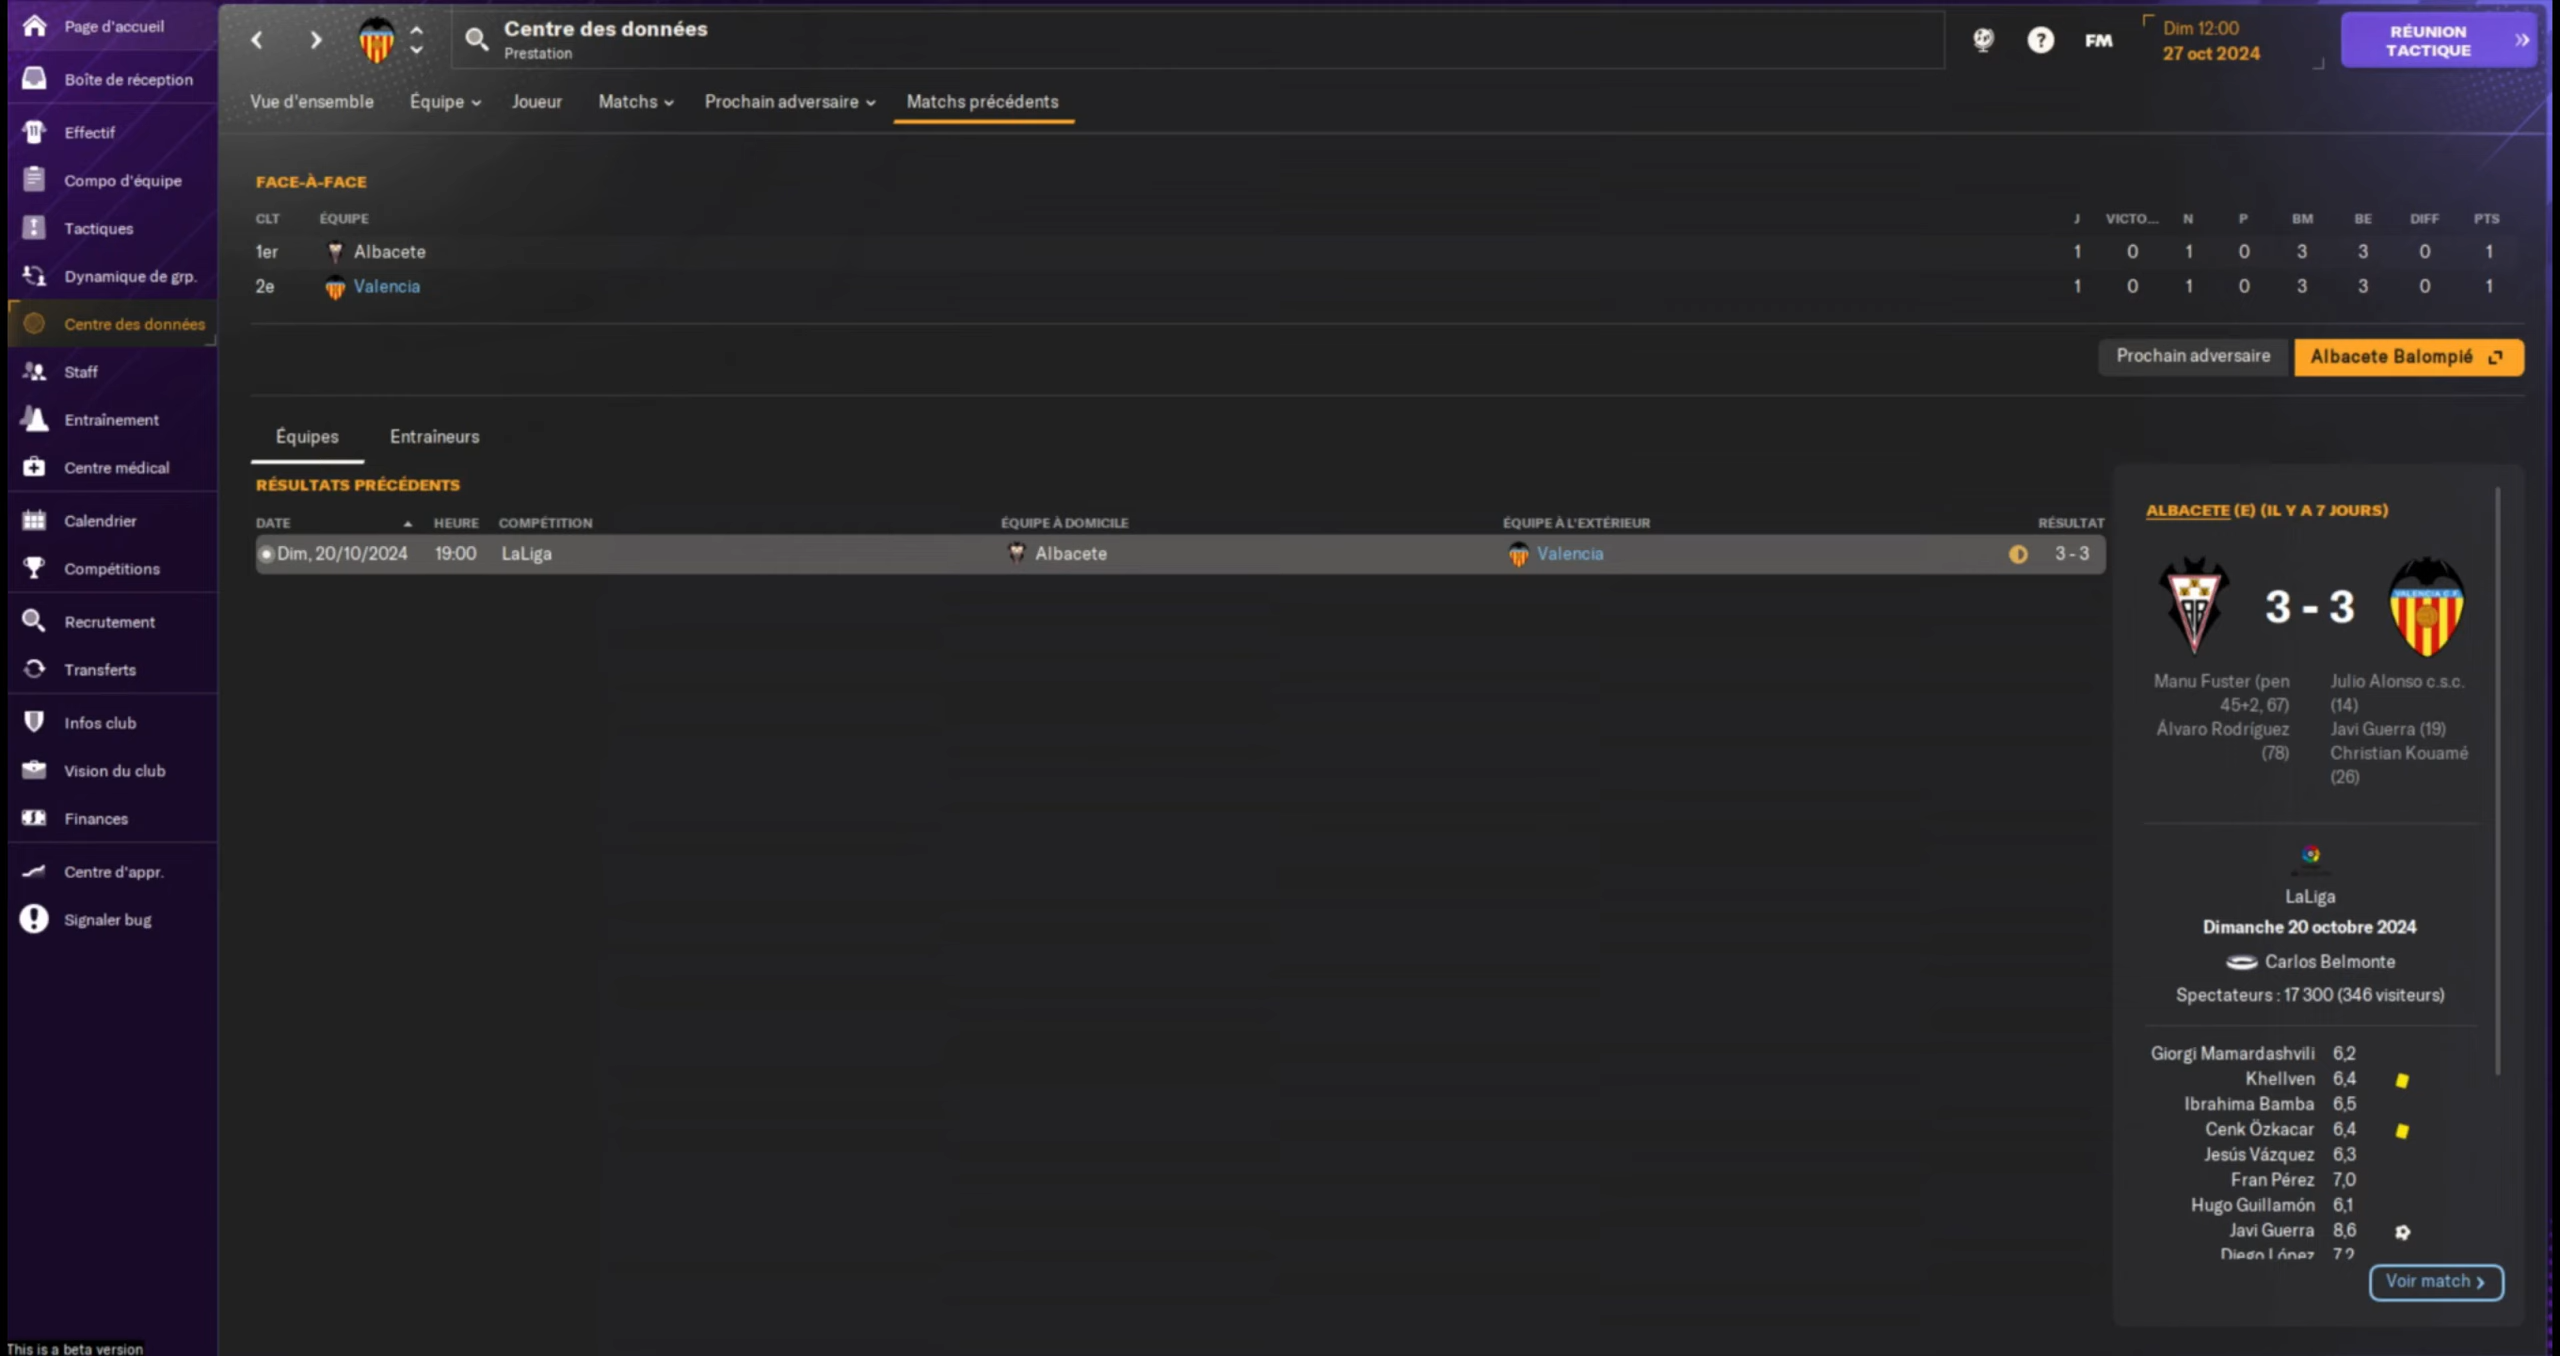 Page d'accueil
Boîte de réception
Effectif
Compo d'équipe
Tactiques
Dynamique de grp.
Centre des données
Staff
Entraînement
Centre médical
Calendrier
Compétitions
Recrutement
Transferts
Infos club
Vision du club
Finances
Centre d'appr.
Signaler bug
This is a beta version
Centre des données
Prestation
FM
Dim 12:00
27 oct 2024
RÉUNION
TACTIQUE
Vue d'ensemble Équipe Joueur Matchs Prochain adversaire Matchs précédents
FACE-À-FACE
CLT ÉQUIPE J VICTO... N P BM BE DIFF PTS
1er Albacete 1 0 1 0 3 3 0 1
2e Valencia 1 0 1 0 3 3 0 1
Prochain adversaire Albacete Balompié
Équipes Entraîneurs
RÉSULTATS PRÉCÉDENTS
DATE HEURE COMPÉTITION ÉQUIPE À DOMICILE ÉQUIPE À L'EXTÉRIEUR RÉSULTAT
Dim, 20/10/2024 19:00 LaLiga Albacete Valencia 3 - 3
ALBACETE (E) (IL Y A 7 JOURS)
3 - 3
VALENCIA C.F.
Manu Fuster (pen
45+2, 67)
Álvaro Rodríguez
(78)
Julio Alonso c.s.c.
(14)
Javi Guerra (19)
Christian Kouamé
(26)
LaLiga
Dimanche 20 octobre 2024
Carlos Belmonte
Spectateurs : 17 300 (346 visiteurs)
Giorgi Mamardashvili 6,2
Khellven 6,4
Ibrahima Bamba 6,5
Cenk Özkacar 6,4
Jesús Vázquez 6,3
Fran Pérez 7,0
Hugo Guillamón 6,1
Javi Guerra 8,6
Diego López 7,2
Voir match